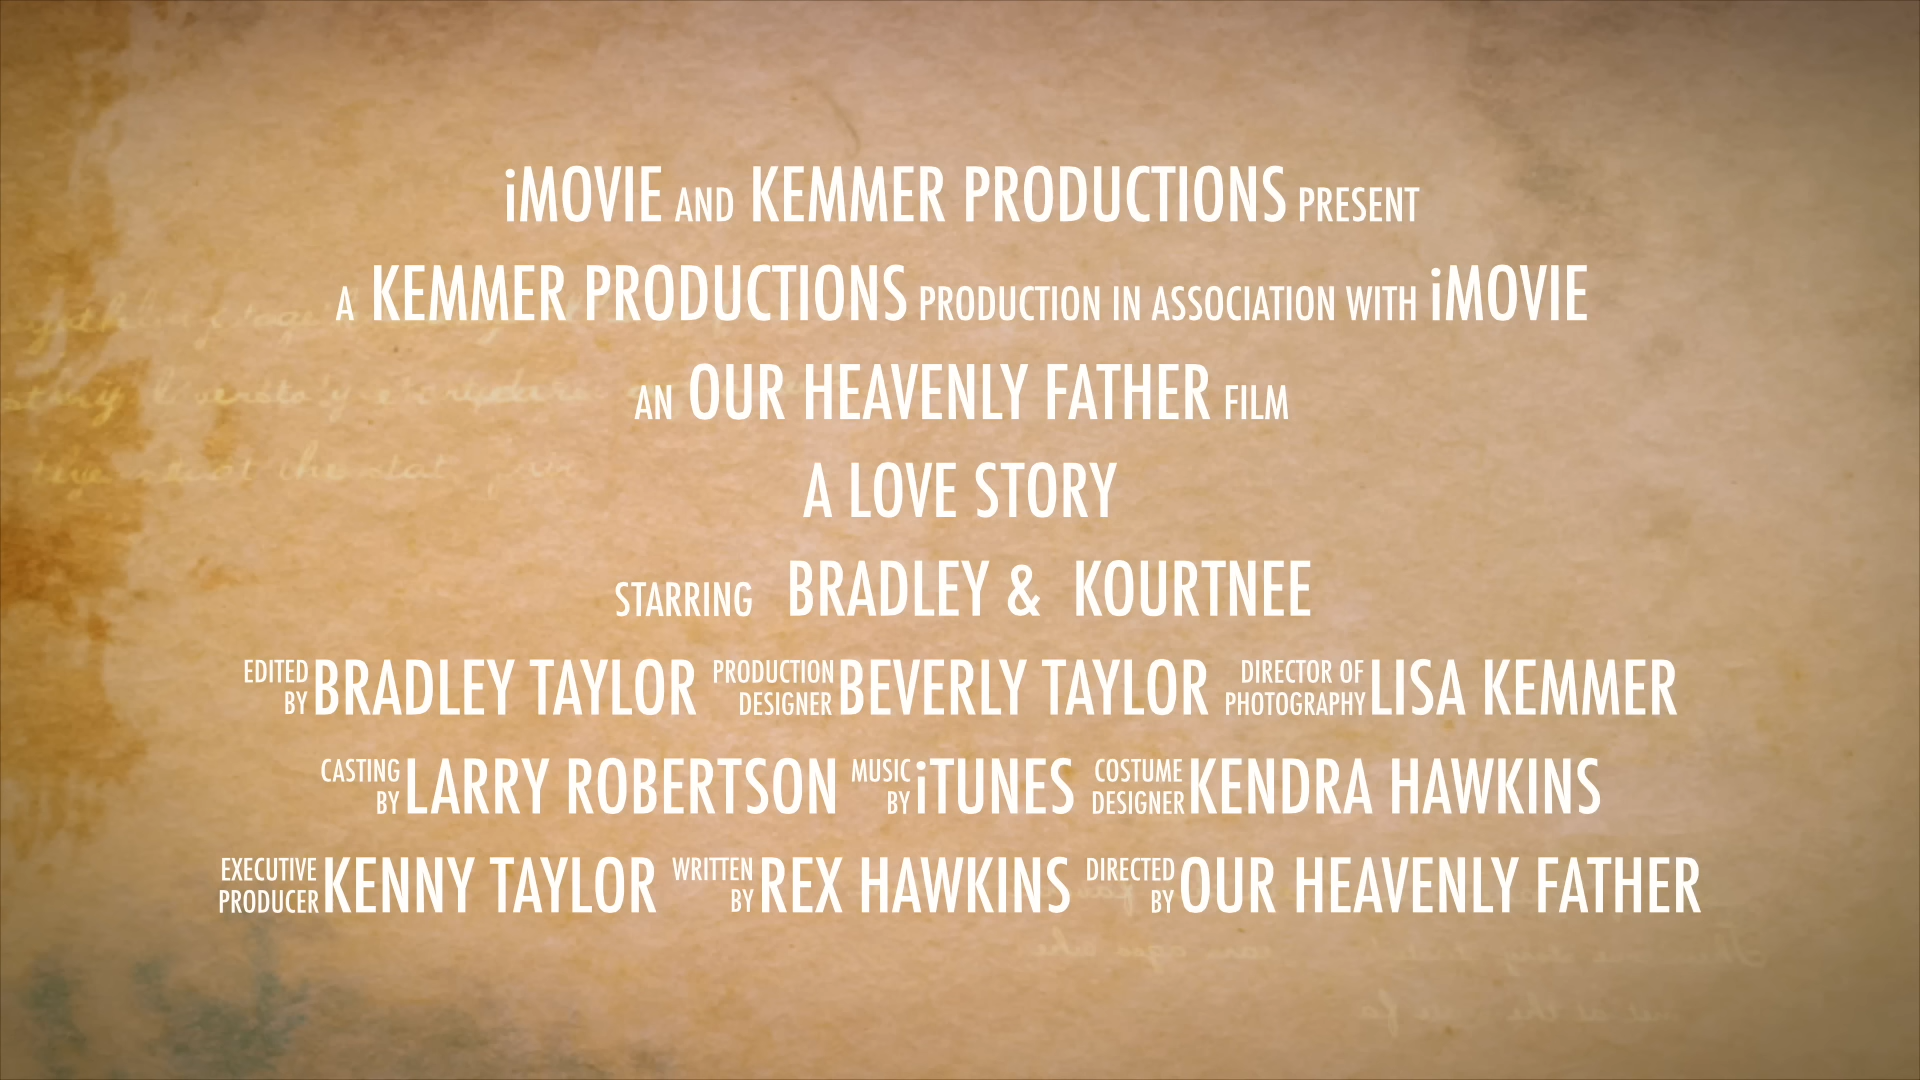 iMOVIE AND KEMMER PRODUCTIONS PRESENT
A KEMMER PRODUCTIONS PRODUCTION IN ASSOCIATION WITH iMOVIE
AN OUR HEAVENLY FATHER FILM
A LOVE STORY
STARRING BRADLEY & KOURTNEE
EDITED BY BRADLEY TAYLOR PRODUCTION DESIGNER BEVERLY TAYLOR DIRECTOR OF PHOTOGRAPHY LISA KEMMER
CASTING BY LARRY ROBERTSON MUSIC BY iTUNES COSTUME DESIGNER KENDRA HAWKINS
EXECUTIVE PRODUCER KENNY TAYLOR WRITTEN BY REX HAWKINS DIRECTED BY OUR HEAVENLY FATHER